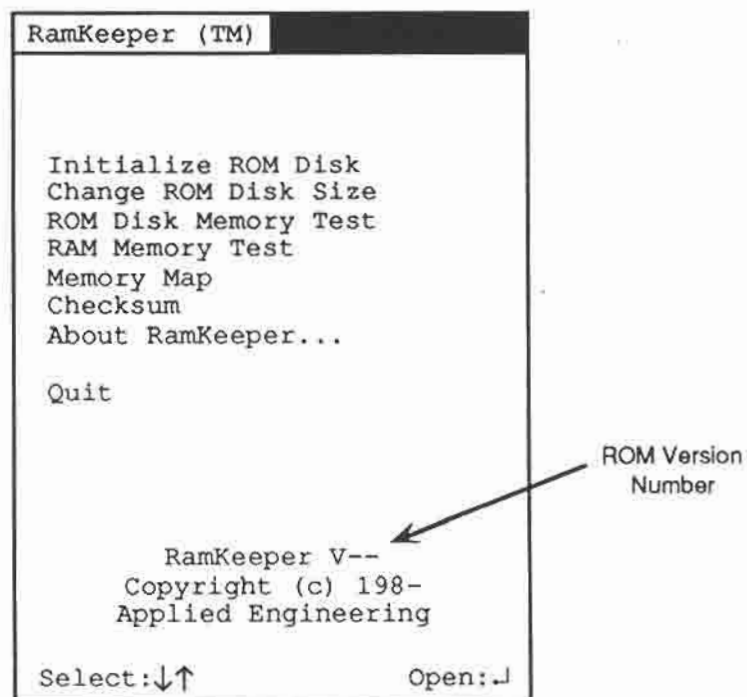 RamKeeper (TM)
Initialize ROM Disk
Change ROM Disk Size
ROM Disk Memory Test
RAM Memory Test
Memory Map
Checksum
About RamKeeper...
Quit
ROM Version
Number
RamKeeper V--
Copyright (c) 198-
Applied Engineering
Select:↓↑ Open:↵